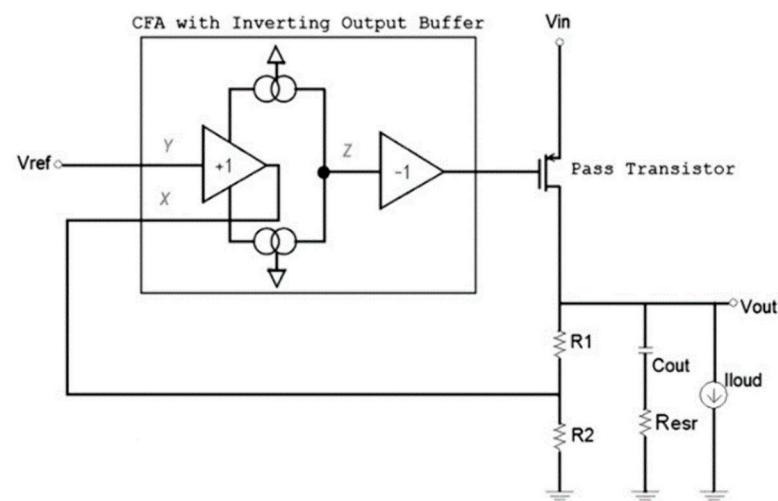 CFA with Inverting Output Buffer
Vin
Y
Z
Vref
+1
-1
Pass Transistor
X
Vout
R1
Cout
Iloud
R2
Resr